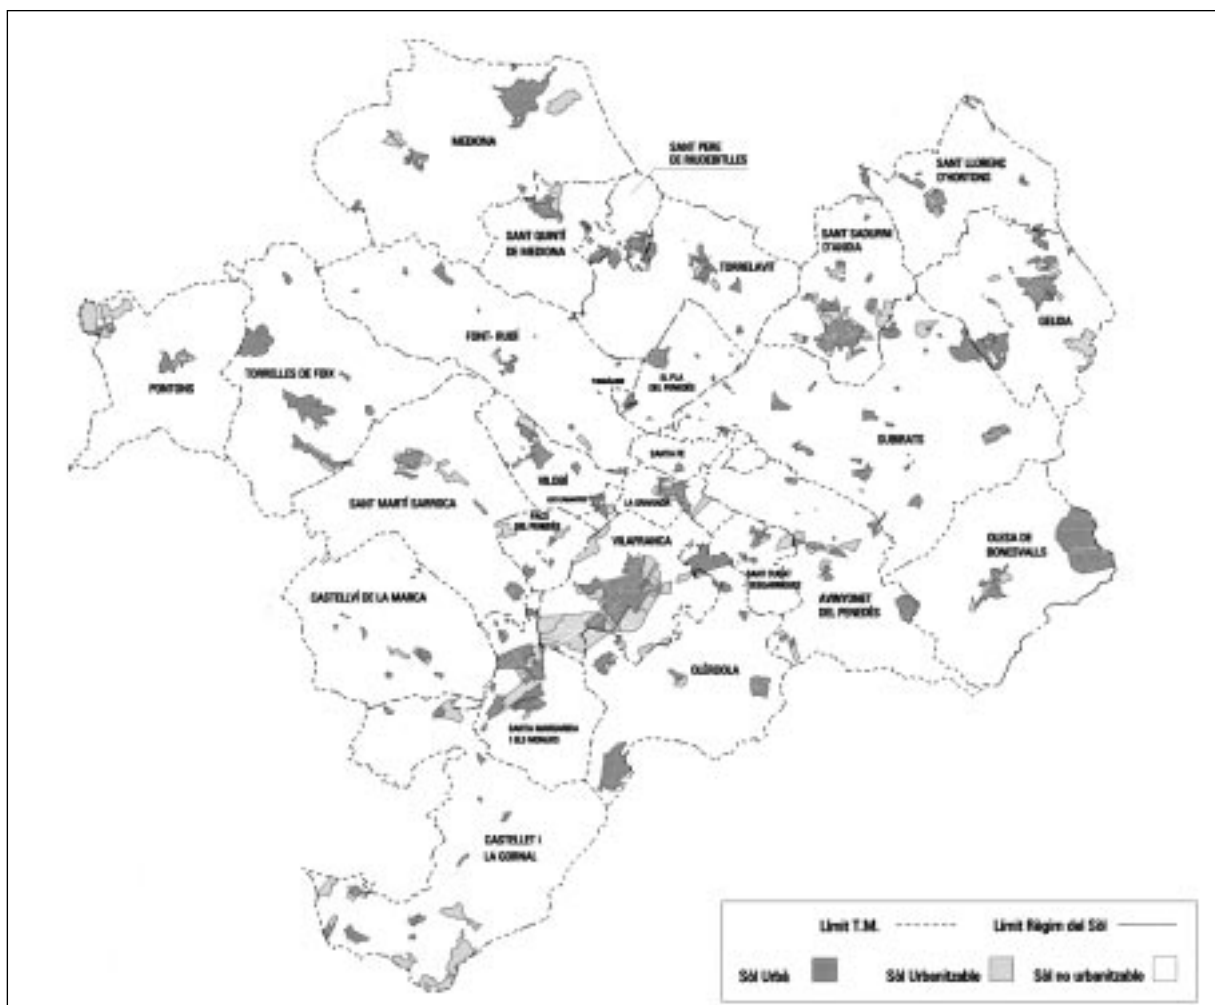 MEDIONA
SANT PERE
DE RIUDEBITLLES
SANT LLORENÇ
D'HORTONS
SANT QUINTÍ
DE MEDIONA
SANT SADURNÍ
D'ANOIA
TORRELAVIT
GELIDA
FONT-RUBÍ
PONTONS
TORRELLES DE FOIX
EL PLA
DEL PENEDÈS
SUBIRATS
SANTA FE
VILOBÍ
LA GRANADA
SANT MARTÍ SARROCA
PACS
DEL PENEDÈS
VILAFRANCA
OLESA DE
BONESVALLS
CASTELLVÍ DE LA MARCA
AVINYONET
DEL PENEDÈS
OLÈRDOLA
SANTA MARGARIDA
I ELS MONJOS
CASTELLET I
LA GORNAL
Límit T.M.
Límit Règim del Sòl
Sòl Urbà
Sòl Urbanitzable
Sòl no urbanitzable